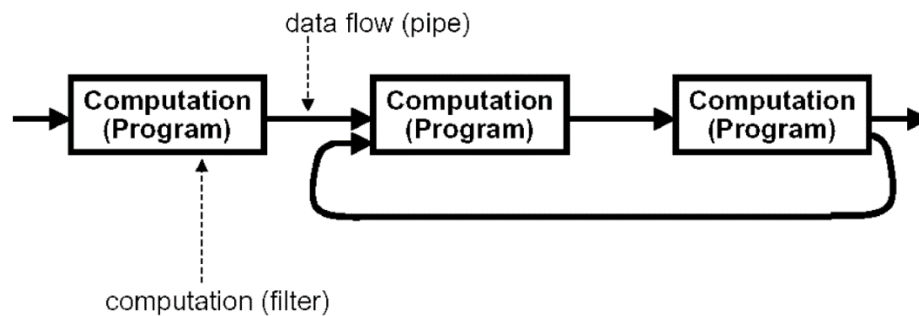 data flow (pipe)
Computation
(Program)
Computation
(Program)
Computation
(Program)
computation (filter)